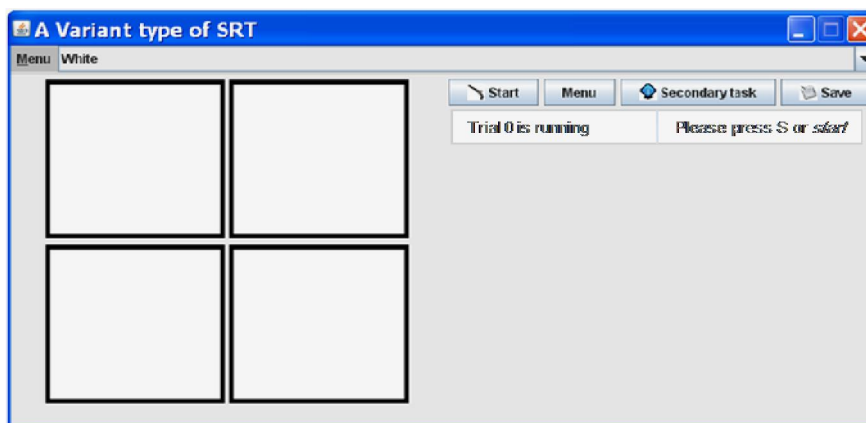 A Variant type of SRT
Menu White
Start Menu Secondary task Save
Trial 0 is running Please press S or start